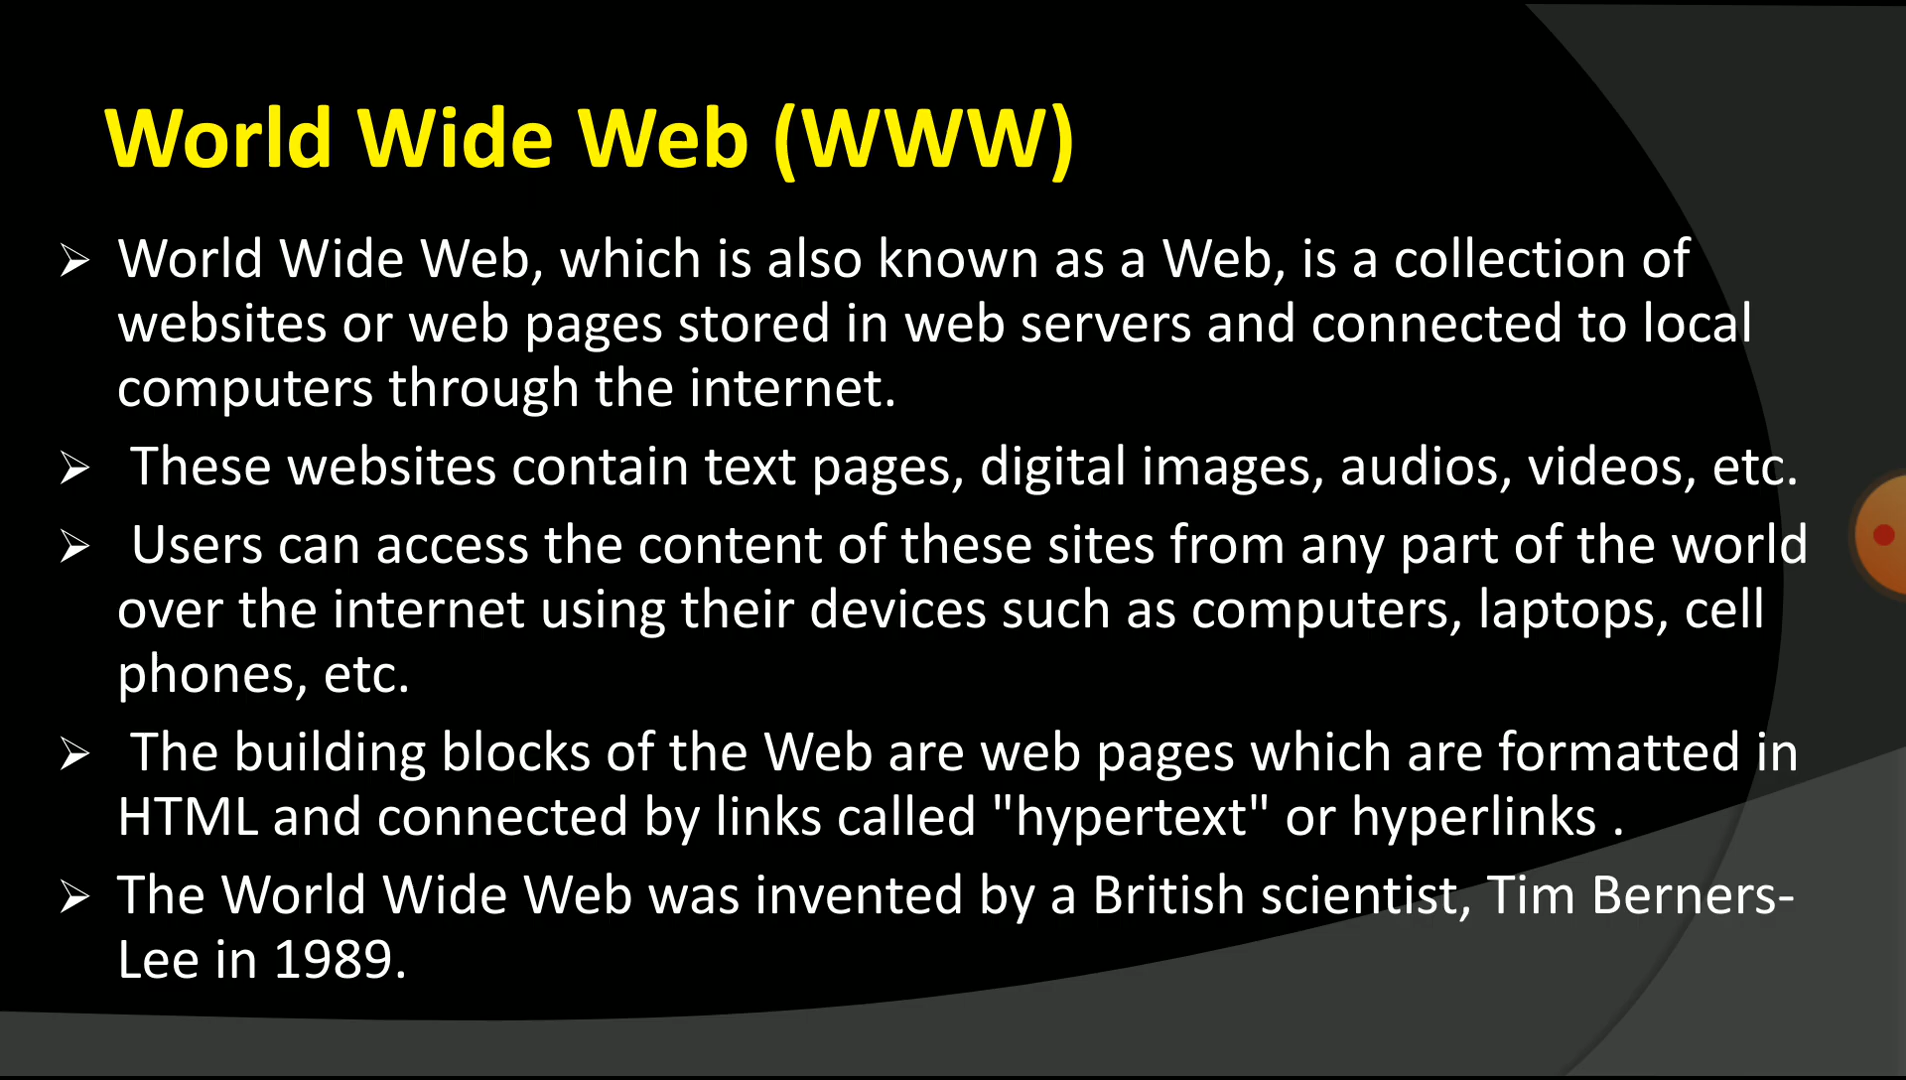 World Wide Web (WWW)
➢ World Wide Web, which is also known as a Web, is a collection of
websites or web pages stored in web servers and connected to local
computers through the internet.
➢ These websites contain text pages, digital images, audios, videos, etc.
➢ Users can access the content of these sites from any part of the world
over the internet using their devices such as computers, laptops, cell
phones, etc.
➢ The building blocks of the Web are web pages which are formatted in
HTML and connected by links called "hypertext" or hyperlinks .
➢ The World Wide Web was invented by a British scientist, Tim Berners-
Lee in 1989.